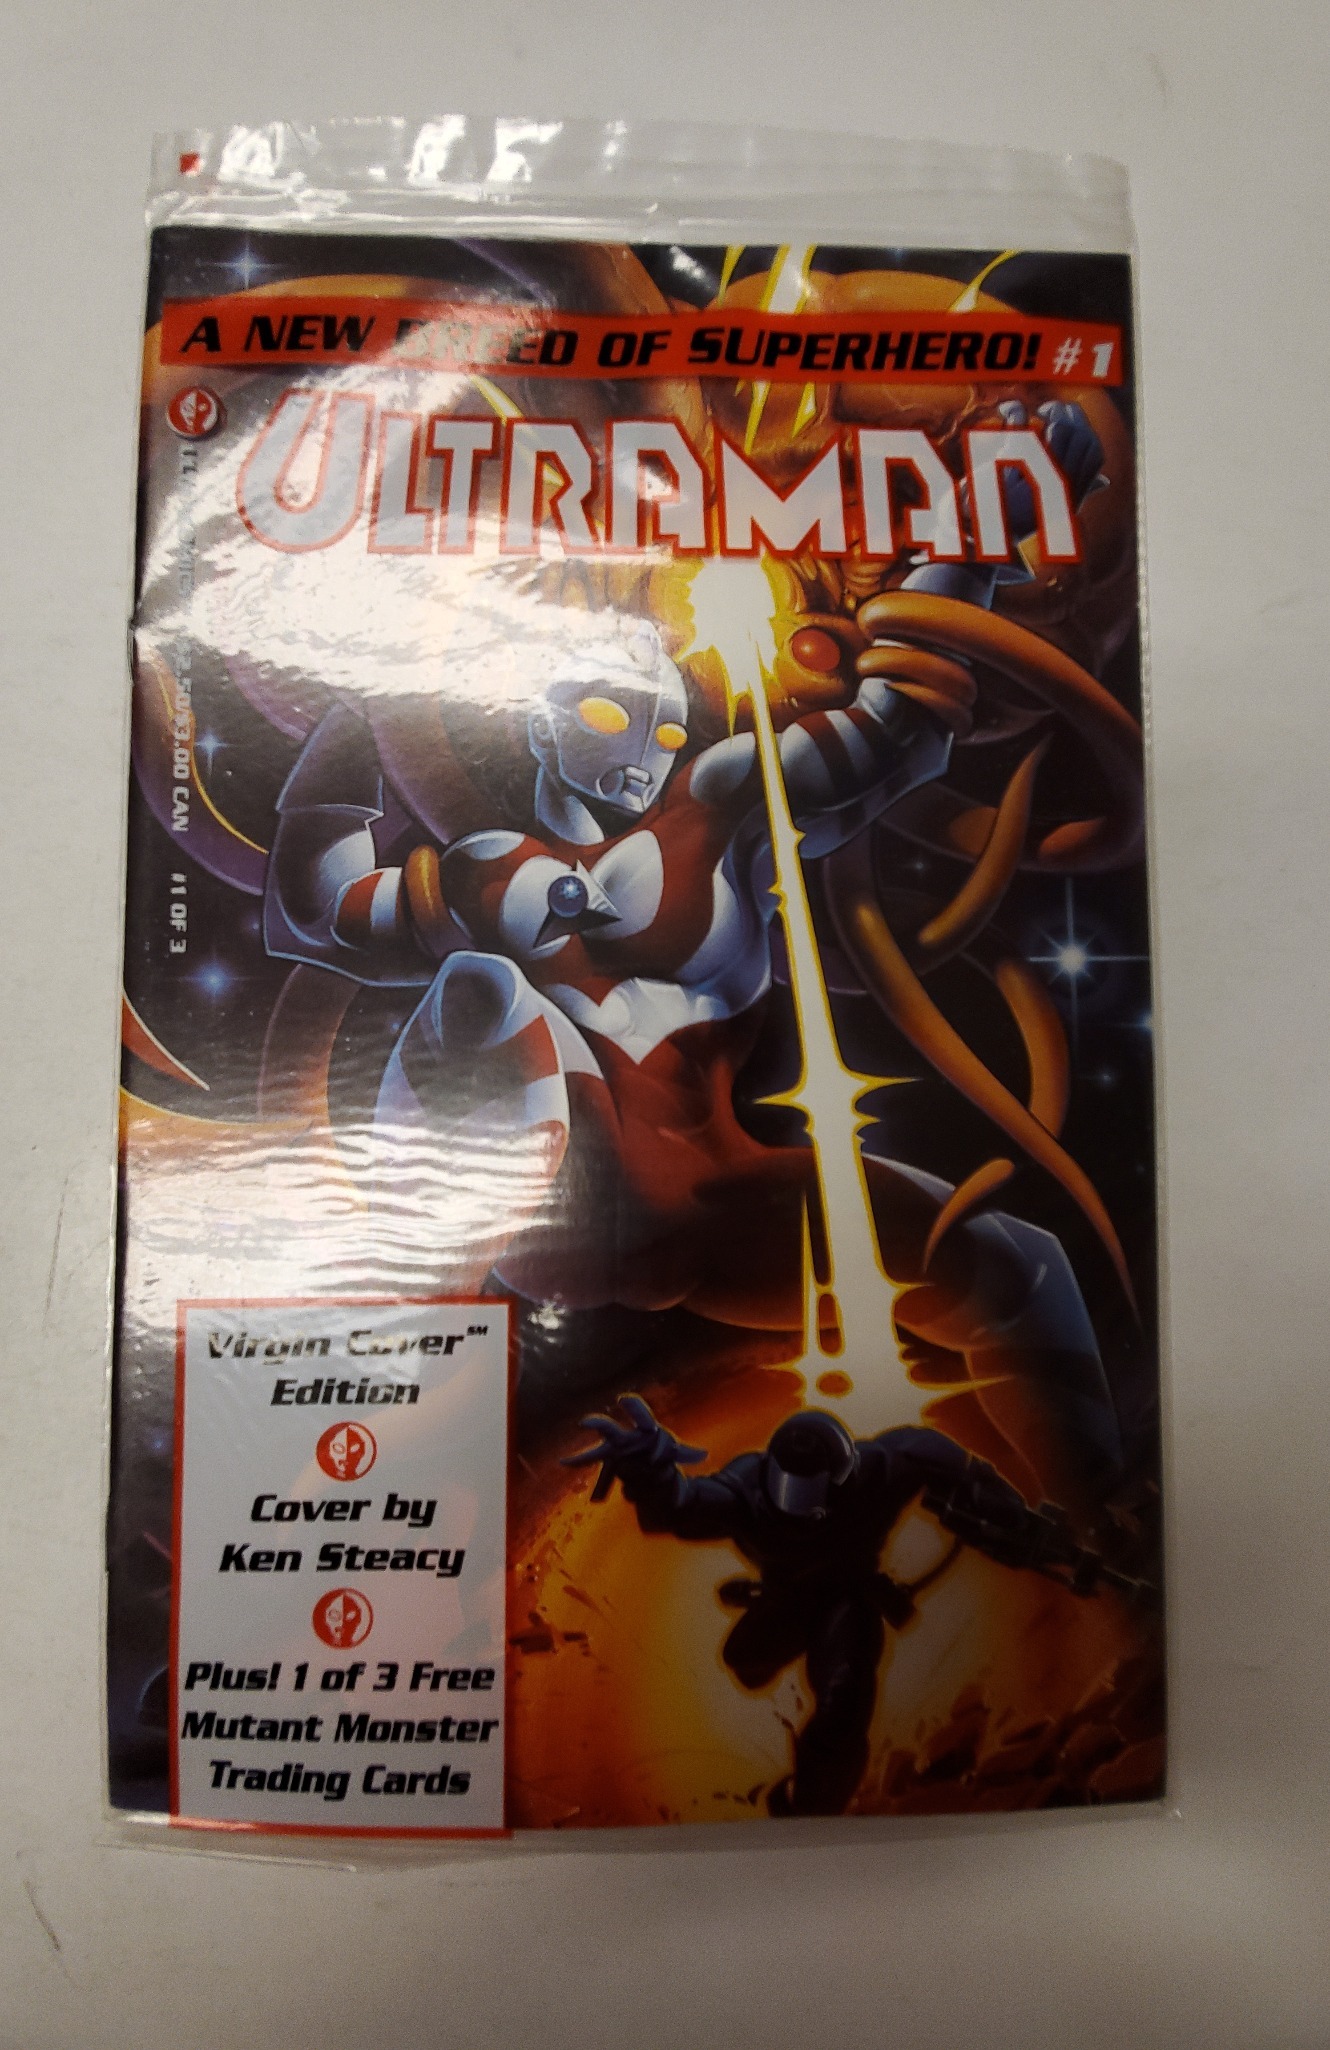 A NEW BREED OF SUPERHERO! #1
ULTRAMAN
$3.00 CAN #1 OF 3
Virgin Cover℠
Edition
Cover by
Ken Steacy
Plus! 1 of 3 Free
Mutant Monster
Trading Cards